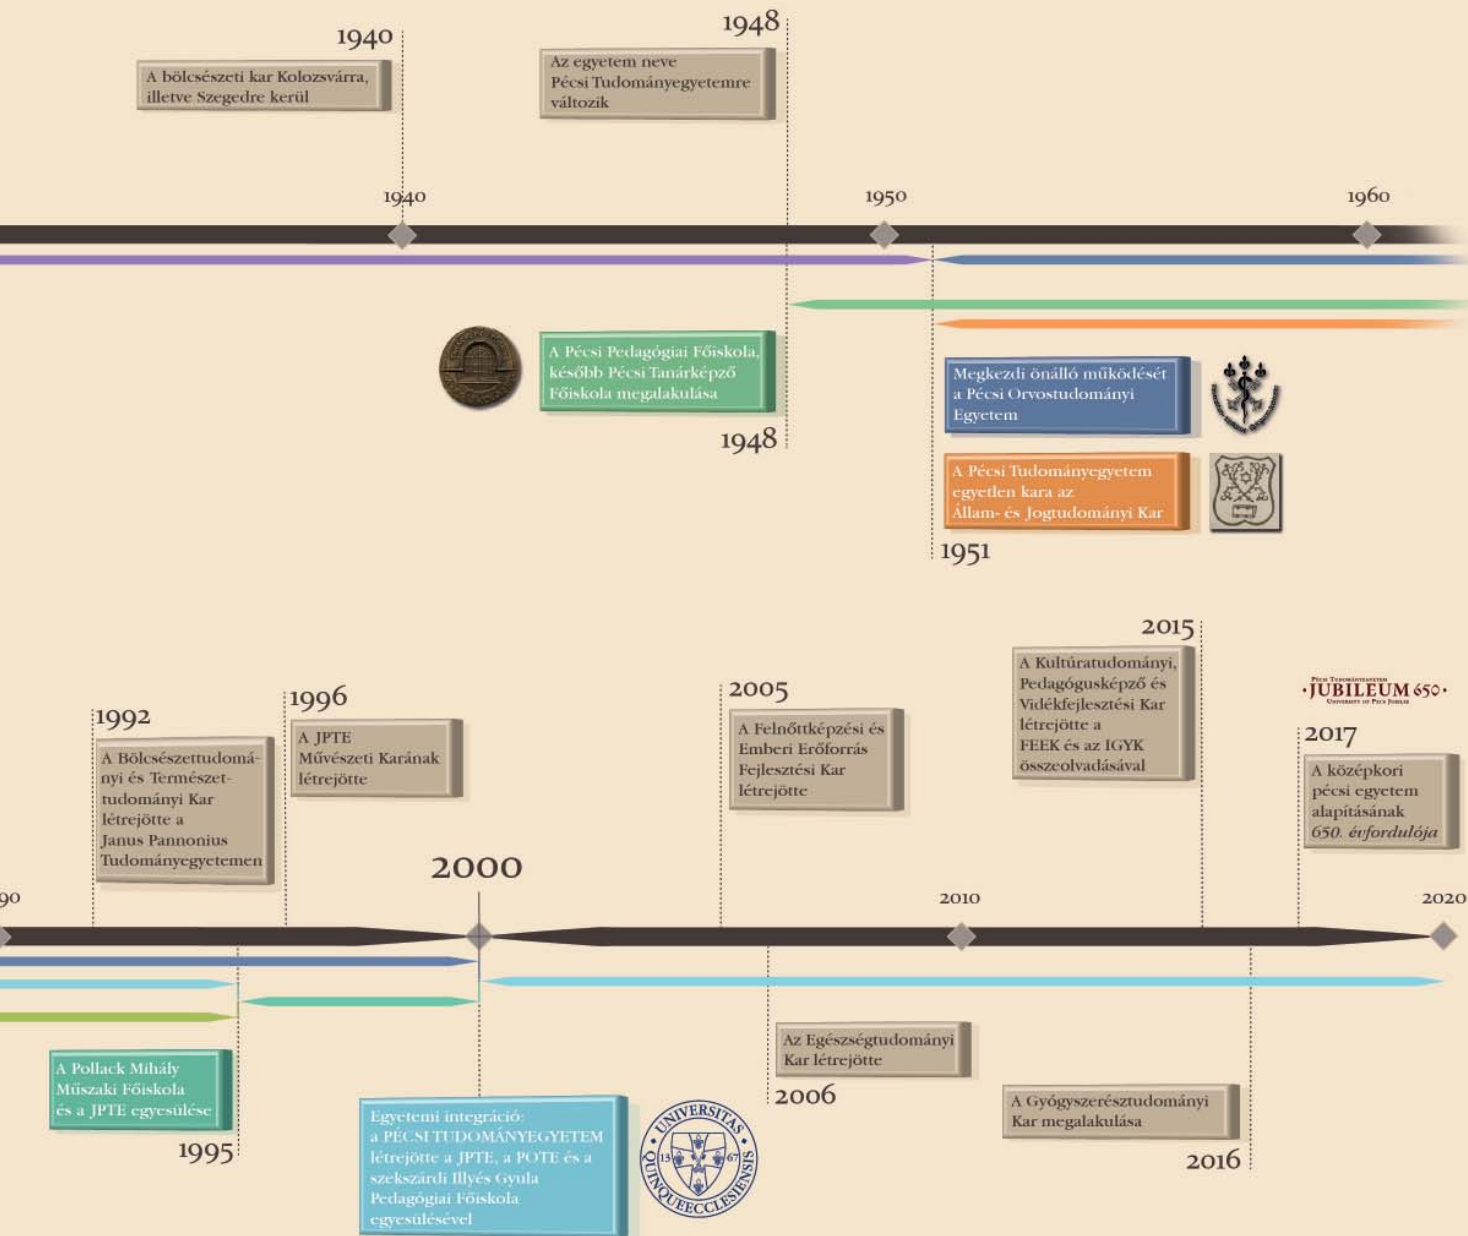 1940
A bölcsészeti kar Kolozsvárra,
illetve Szegedre kerül
1948
Az egyetem neve
Pécsi Tudományegyetemre
változik
1940
1950
1960
A Pécsi Pedagógiai Főiskola,
később Pécsi Tanárképző
Főiskola megalakulása
1948
Megkezdi önálló működését
a Pécsi Orvostudományi
Egyetem
A Pécsi Tudományegyetem
egyetlen kara az
Állam- és Jogtudományi Kar
1951
1992
A Bölcsészettudomá-
nyi és Természet-
tudományi Kar
létrejötte a
Janus Pannonius
Tudományegyetemen
1996
A JPTE
Művészeti Karának
létrejötte
2000
2005
A Felnőttképzési és
Emberi Erőforrás
Fejlesztési Kar
létrejötte
2015
A Kultúratudományi,
Pedagógusképző és
Vidékfejlesztési Kar
létrejötte a
FEEK és az IGYK
összeolvadásával
PÉCSI TUDOMÁNYEGYETEM
·JUBILEUM 650·
UNIVERSITY OF PÉCS JUBILEE
2017
A középkori
pécsi egyetem
alapításának
650. évfordulója
90
2010
2020
A Pollack Mihály
Műszaki Főiskola
és a JPTE egyesülése
1995
Egyetemi integráció:
a PÉCSI TUDOMÁNYEGYETEM
létrejötte a JPTE, a POTE és a
szekszárdi Illyés Gyula
Pedagógiai Főiskola
egyesülésével
UNIVERSITAS
QUINQUEECCLESIENSIS
13 67
Az Egészségtudományi
Kar létrejötte
2006
A Gyógyszerésztudományi
Kar megalakulása
2016